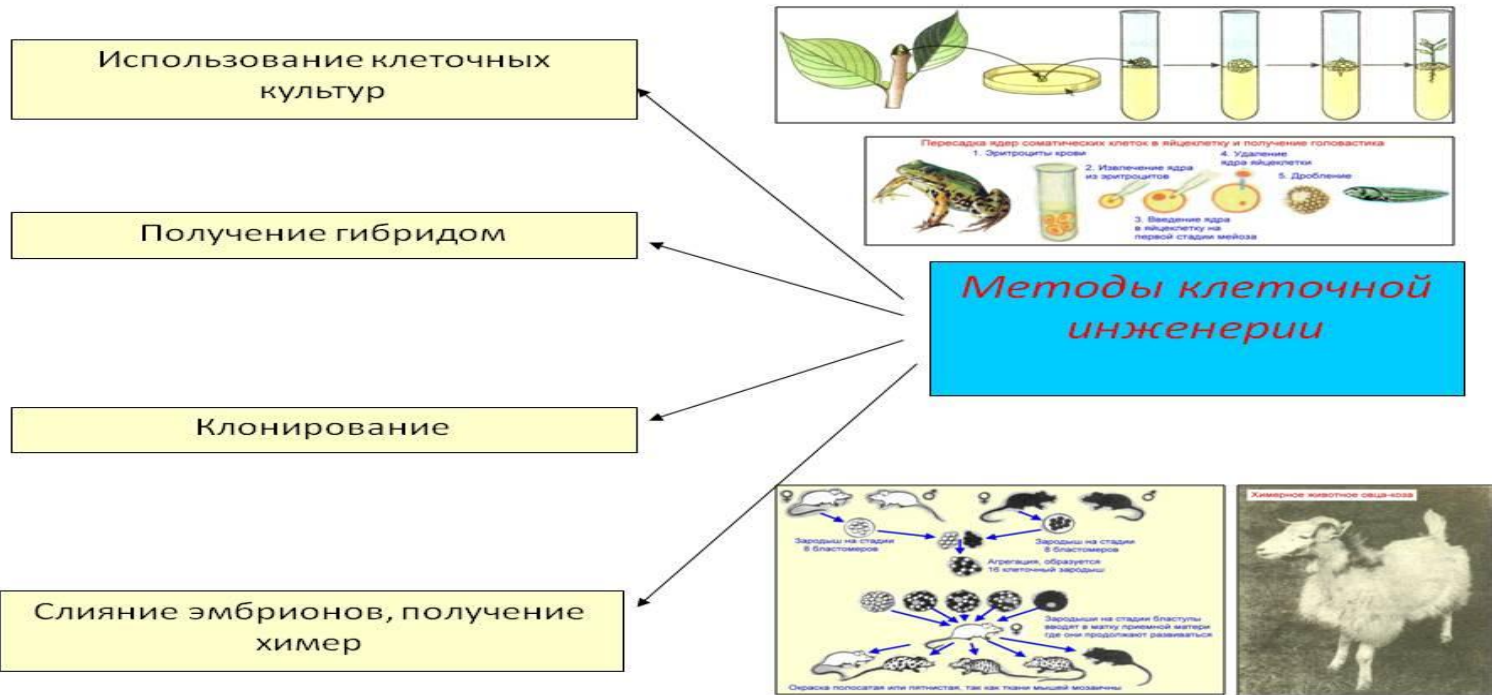 Использование клеточных
культур
Получение гибридом
Клонирование
Слияние эмбрионов, получение
химер
Пересадка ядер соматических клеток в яйцеклетку и получение головастика
1. Эритроциты крови
2. Извлечение ядра
из эритроцитов
3. Введение ядра
в яйцеклетку на
первой стадии мейоза
4. Удаление
ядра яйцеклетки
5. Дробление
Методы клеточной
инженерии
♀ ♂ ♀ ♂
Зародыш на стадии
8 бластомеров
Зародыш на стадии
8 бластомеров
Агрегация, образуется
16 клеточный зародыш
Зародыши на стадии бластулы
вводят в матку приемной матери
где они продолжают развиваться
♀
Окраска полосатая или пятнистая, так как ткани мышей мозаичны
Химерное животное овца-коза